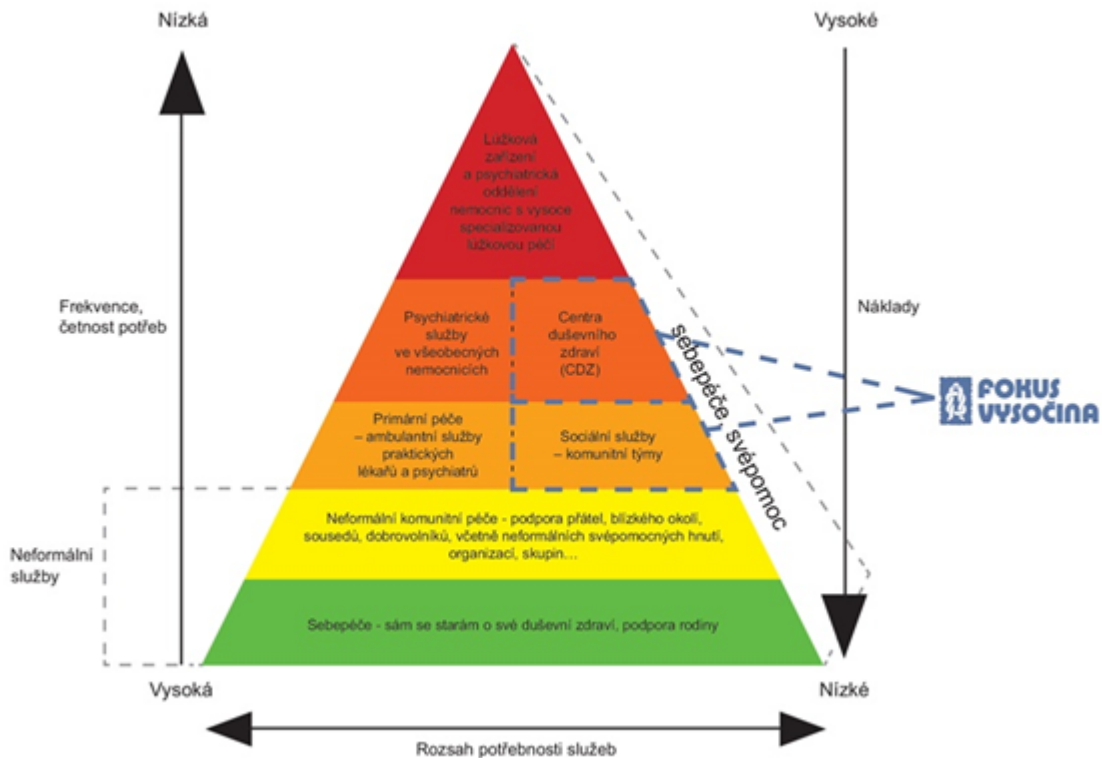 Nízká
Vysoké
Lůžková
zařízení
a psychiatrická
oddělení
nemocnic s vysoce
specializovanou
lůžkovou péčí
Frekvence,
četnost potřeb
Psychiatrické
služby
ve všeobecných
nemocnicích
Centra
duševního
zdraví
(CDZ)
Náklady
sebepéče, svépomoc
FOKUS
VYSOČINA
Primární péče
– ambulantní služby
praktických
lékařů a psychiatrů
Sociální služby
– komunitní týmy
Neformální
služby
Neformální komunitní péče - podpora přátel, blízkého okolí,
sousedů, dobrovolníků, včetně neformálních svépomocných hnutí,
organizací, skupin...
Sebepéče - sám se starám o své duševní zdraví, podpora rodiny
Vysoká
Nízké
Rozsah potřebnosti služeb